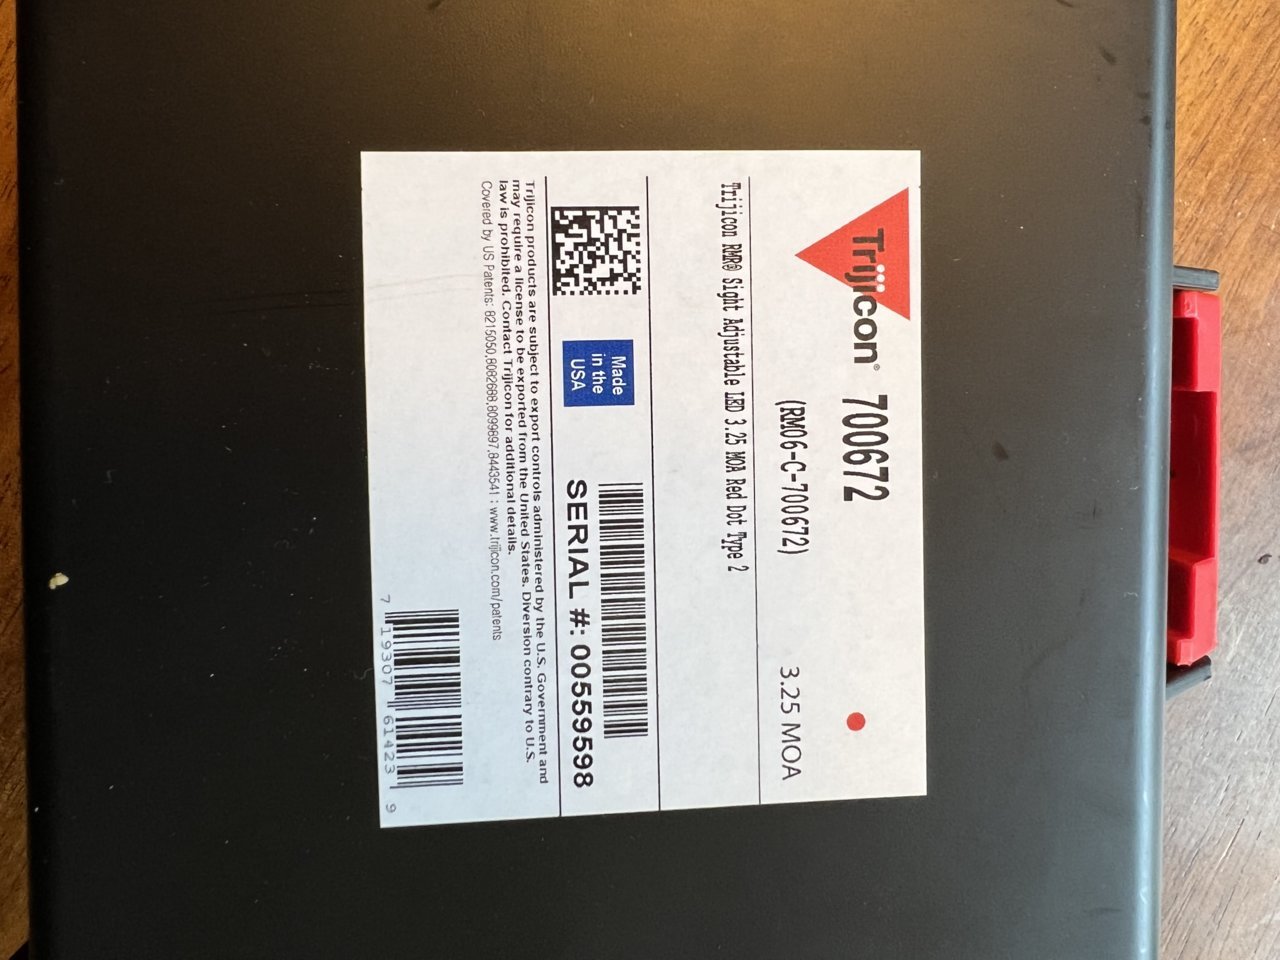 Trijicon® 700672
(RM06-C-700672) 3.25 MOA
Trijicon RMR® Sight Adjustable LED 3.25 MOA Red Dot Type 2
Made
in the
USA
SERIAL #: 00559598
Trijicon products are subject to export controls administered by the U.S. Government and
may require a license to be exported from the United States. Diversion contrary to U.S.
law is prohibited. Contact Trijicon for additional details.
Covered by US Patents: 8215050,8082688,8099897,8443541 : www.trijicon.com/patents
7 19307 61423 9